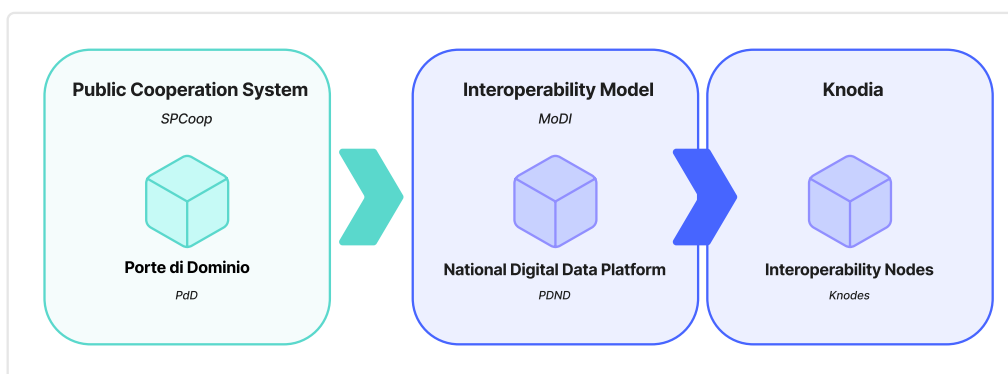 Public Cooperation System
SPCoop
Porte di Dominio
PdD
Interoperability Model
MoDI
National Digital Data Platform
PDND
Knodia
Interoperability Nodes
Knodes